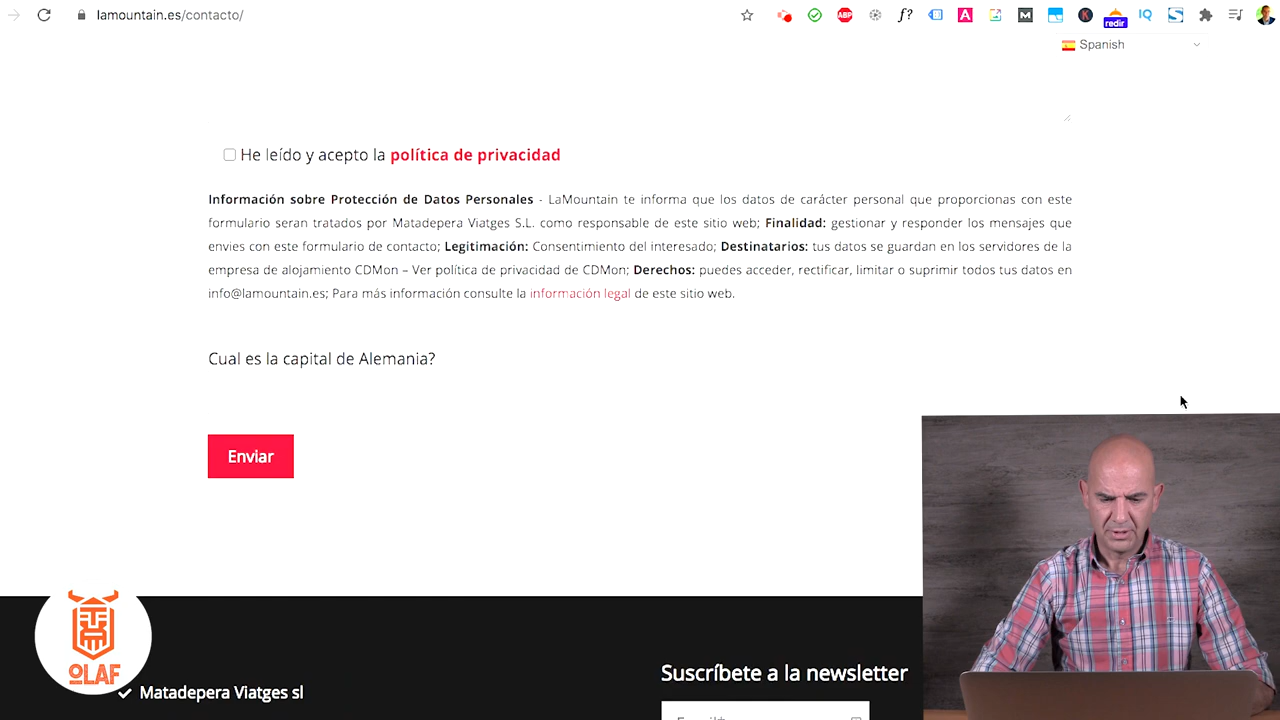 lamountain.es/contacto/
ABP
f?
A
M
K
redir
IQ
S
Spanish
He leído y acepto la política de privacidad
Información sobre Protección de Datos Personales - LaMountain te informa que los datos de carácter personal que proporcionas con este
formulario seran tratados por Matadepera Viatges S.L. como responsable de este sitio web; Finalidad: gestionar y responder los mensajes que
envies con este formulario de contacto; Legitimación: Consentimiento del interesado; Destinatarios: tus datos se guardan en los servidores de la
empresa de alojamiento CDMon – Ver política de privacidad de CDMon; Derechos: puedes acceder, rectificar, limitar o suprimir todos tus datos en
info@lamountain.es; Para más información consulte la información legal de este sitio web.
Cual es la capital de Alemania?
Enviar
OLAF
Matadepera Viatges sl
Suscríbete a la newsletter